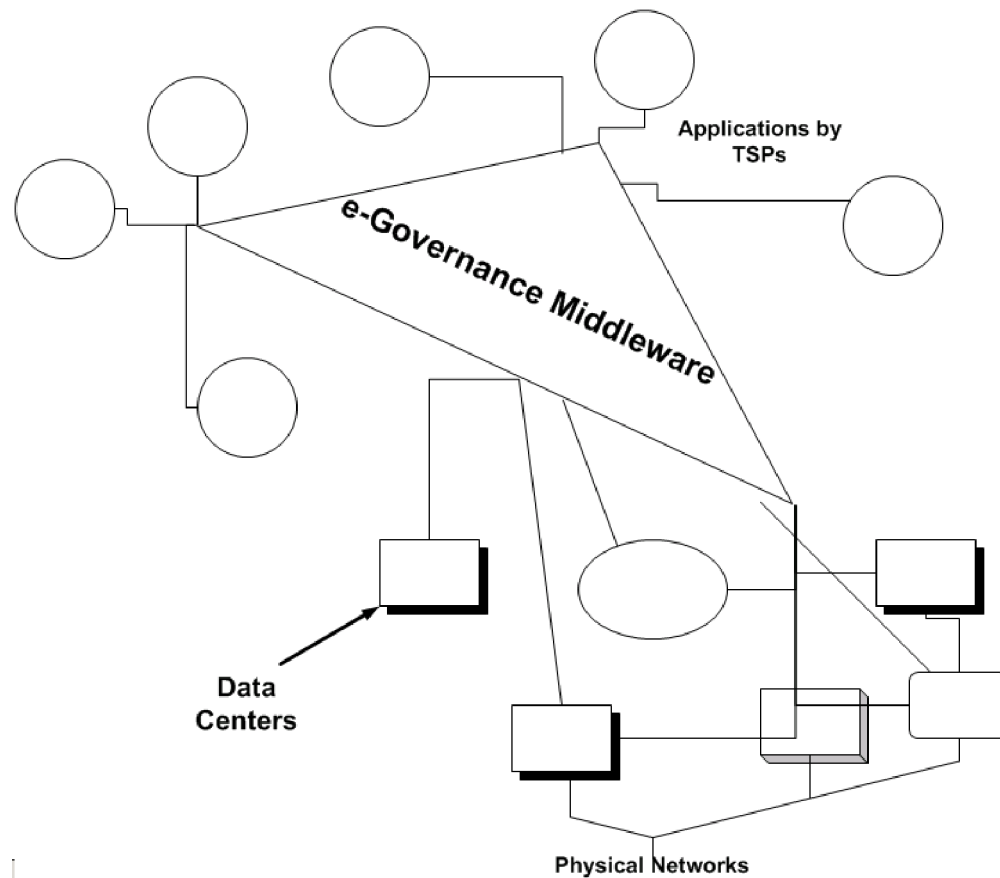 Applications by
TSPs
e-Governance Middleware
Data
Centers
Physical Networks